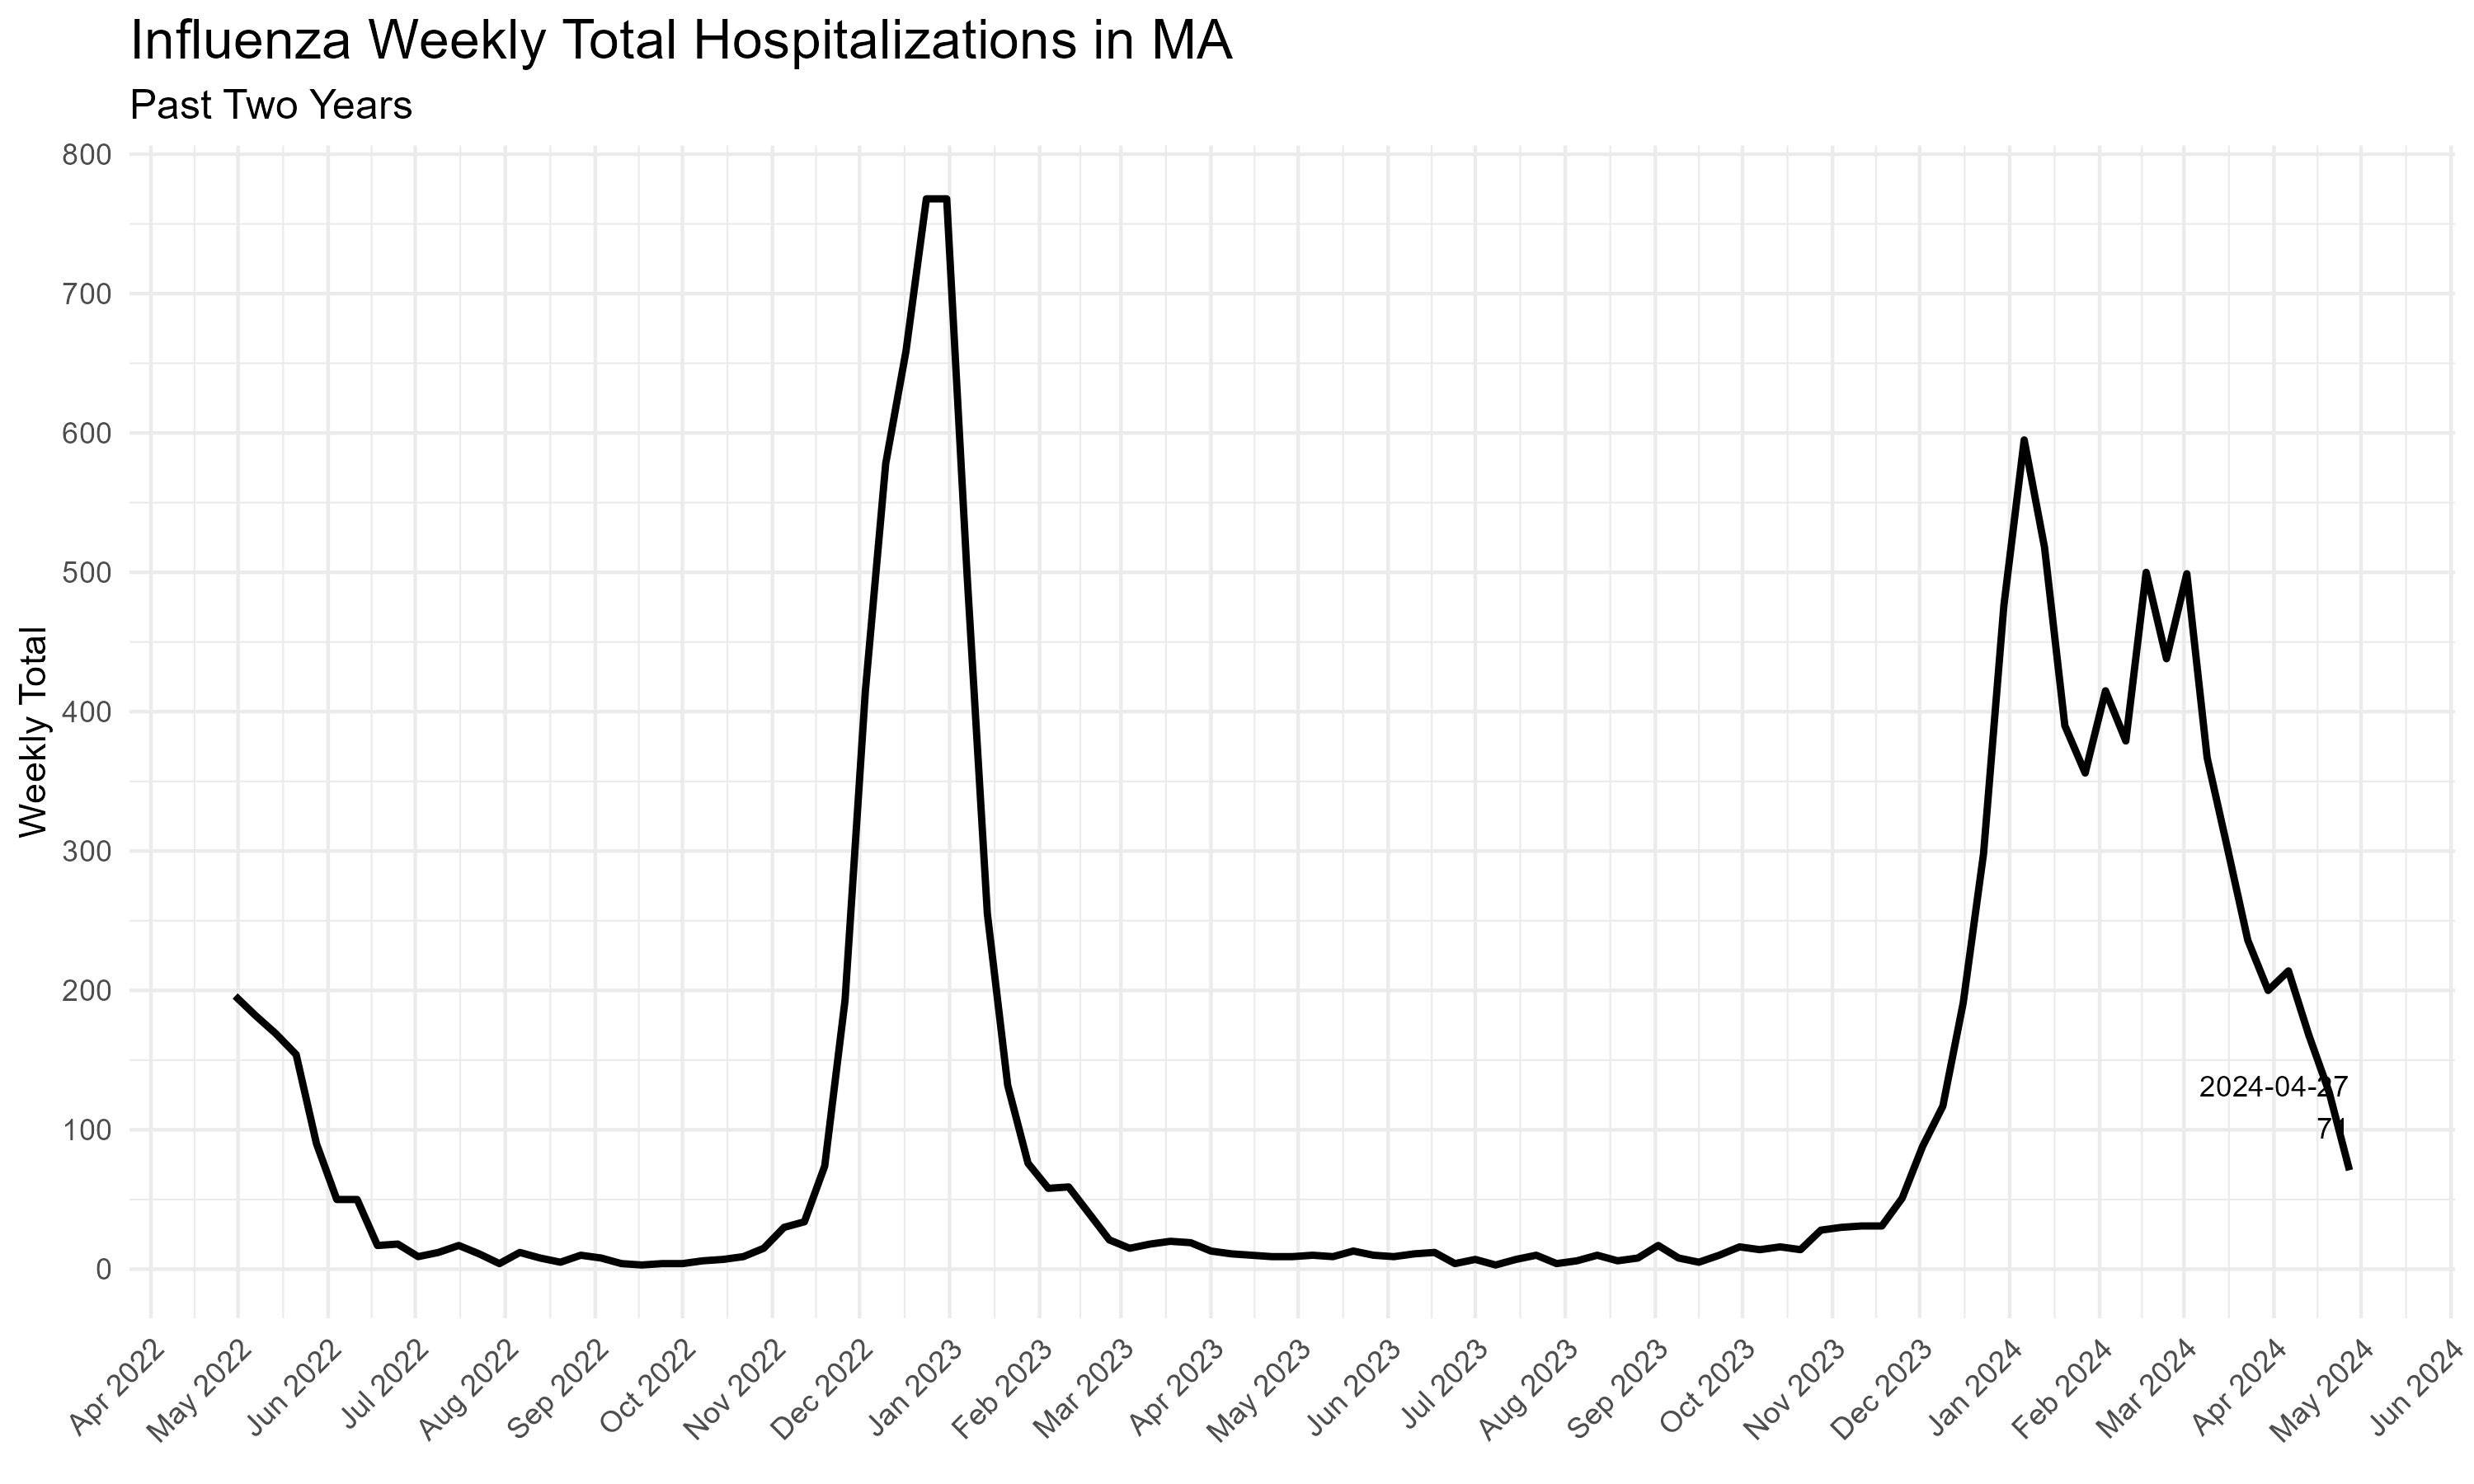 Influenza Weekly Total Hospitalizations in MA
Past Two Years
800
700
600
500
400
300
200
100
0
Weekly Total
2024-04-27
71
Apr 2022
May 2022
Jun 2022
Jul 2022
Aug 2022
Sep 2022
Oct 2022
Nov 2022
Dec 2022
Jan 2023
Feb 2023
Mar 2023
Apr 2023
May 2023
Jun 2023
Jul 2023
Aug 2023
Sep 2023
Oct 2023
Nov 2023
Dec 2023
Jan 2024
Feb 2024
Mar 2024
Apr 2024
May 2024
Jun 2024